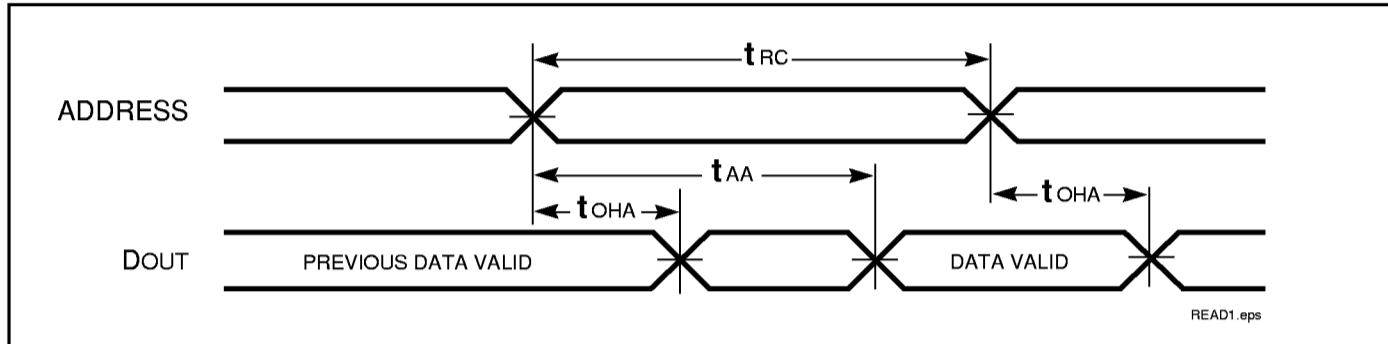 tRC
ADDRESS
tAA
tOHA
tOHA
DOUT
PREVIOUS DATA VALID
DATA VALID
READ1.eps